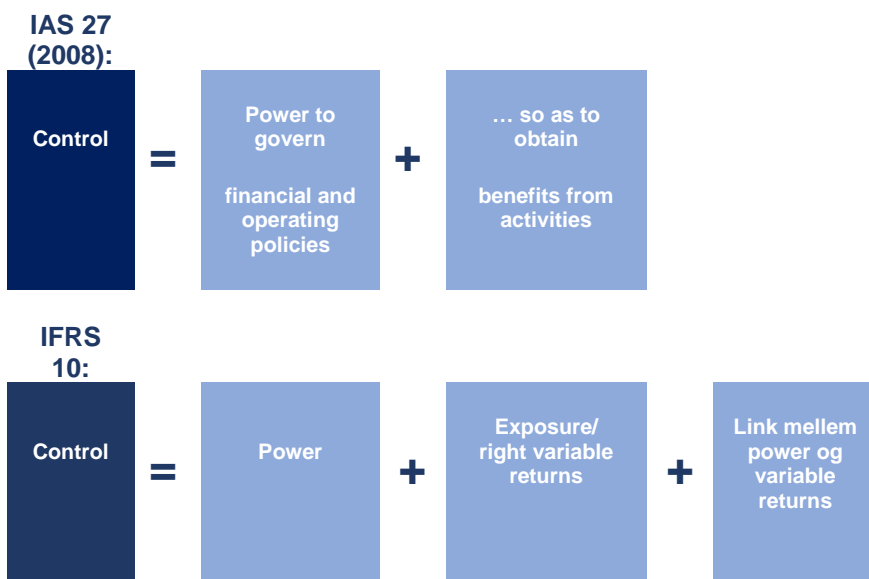 IAS 27
(2008):
Control
=
Power to
govern
financial and
operating
policies
+
… so as to
obtain
benefits from
activities
IFRS
10:
Control
=
Power
+
Exposure/
right variable
returns
+
Link mellem
power og
variable
returns